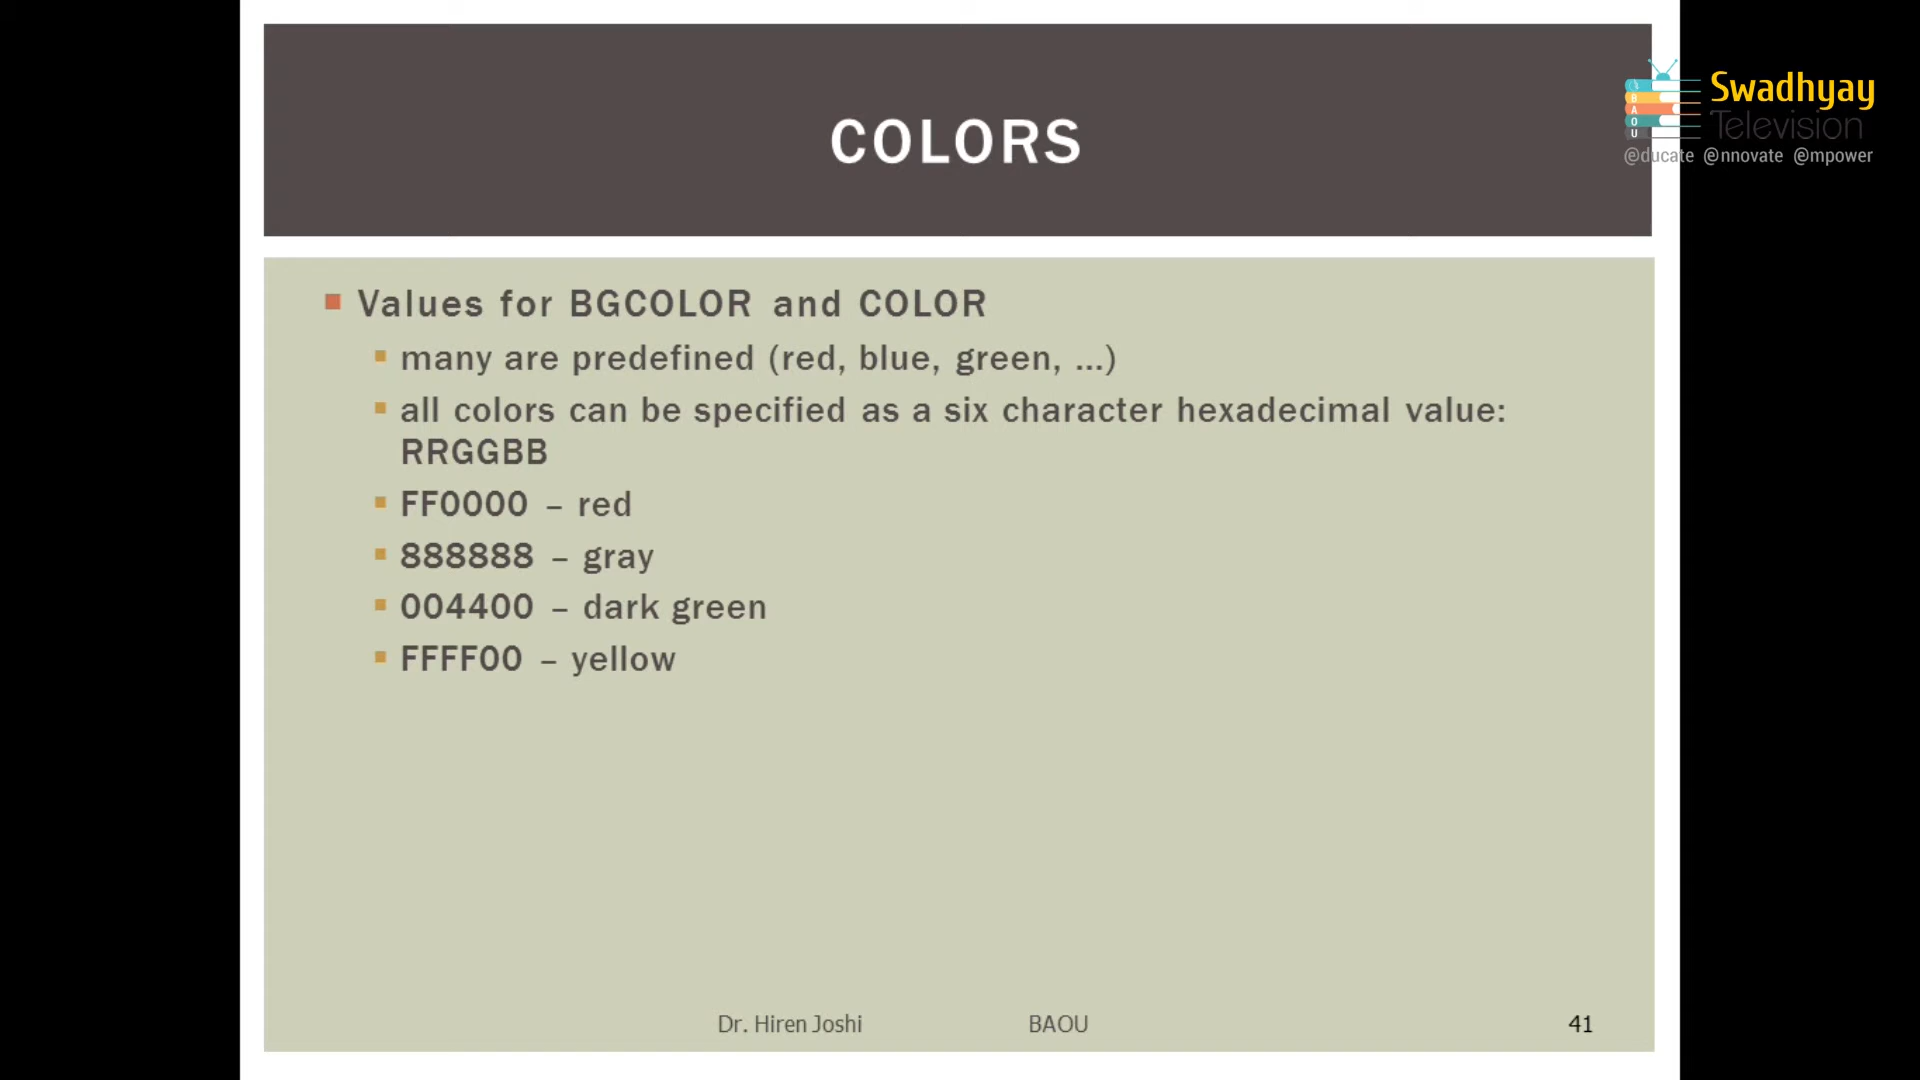 COLORS
Swadhyay
Television
@ducate @nnovate @mpower
B
A
O
U
Values for BGCOLOR and COLOR
many are predefined (red, blue, green, ...)
all colors can be specified as a six character hexadecimal value:
RRGGBB
FF0000 – red
888888 – gray
004400 – dark green
FFFF00 – yellow
Dr. Hiren Joshi BAOU 41